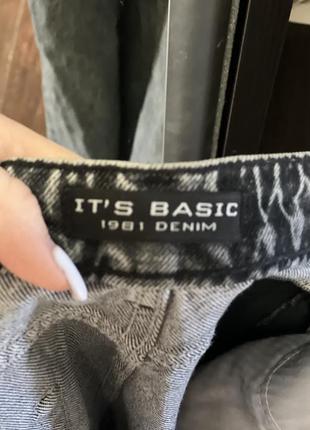 IT'S BASIC
1981 DENIM